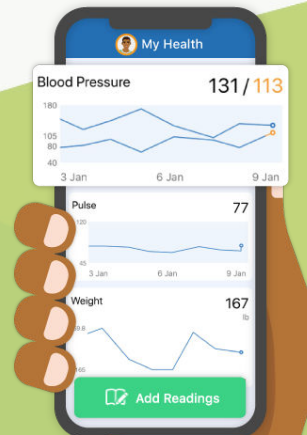 My Health
Blood Pressure 131/113
180
105
80
40
3 Jan 6 Jan 9 Jan
Pulse 77
120
45
3 Jan 6 Jan 9 Jan
Weight 167
lb
165
Add Readings